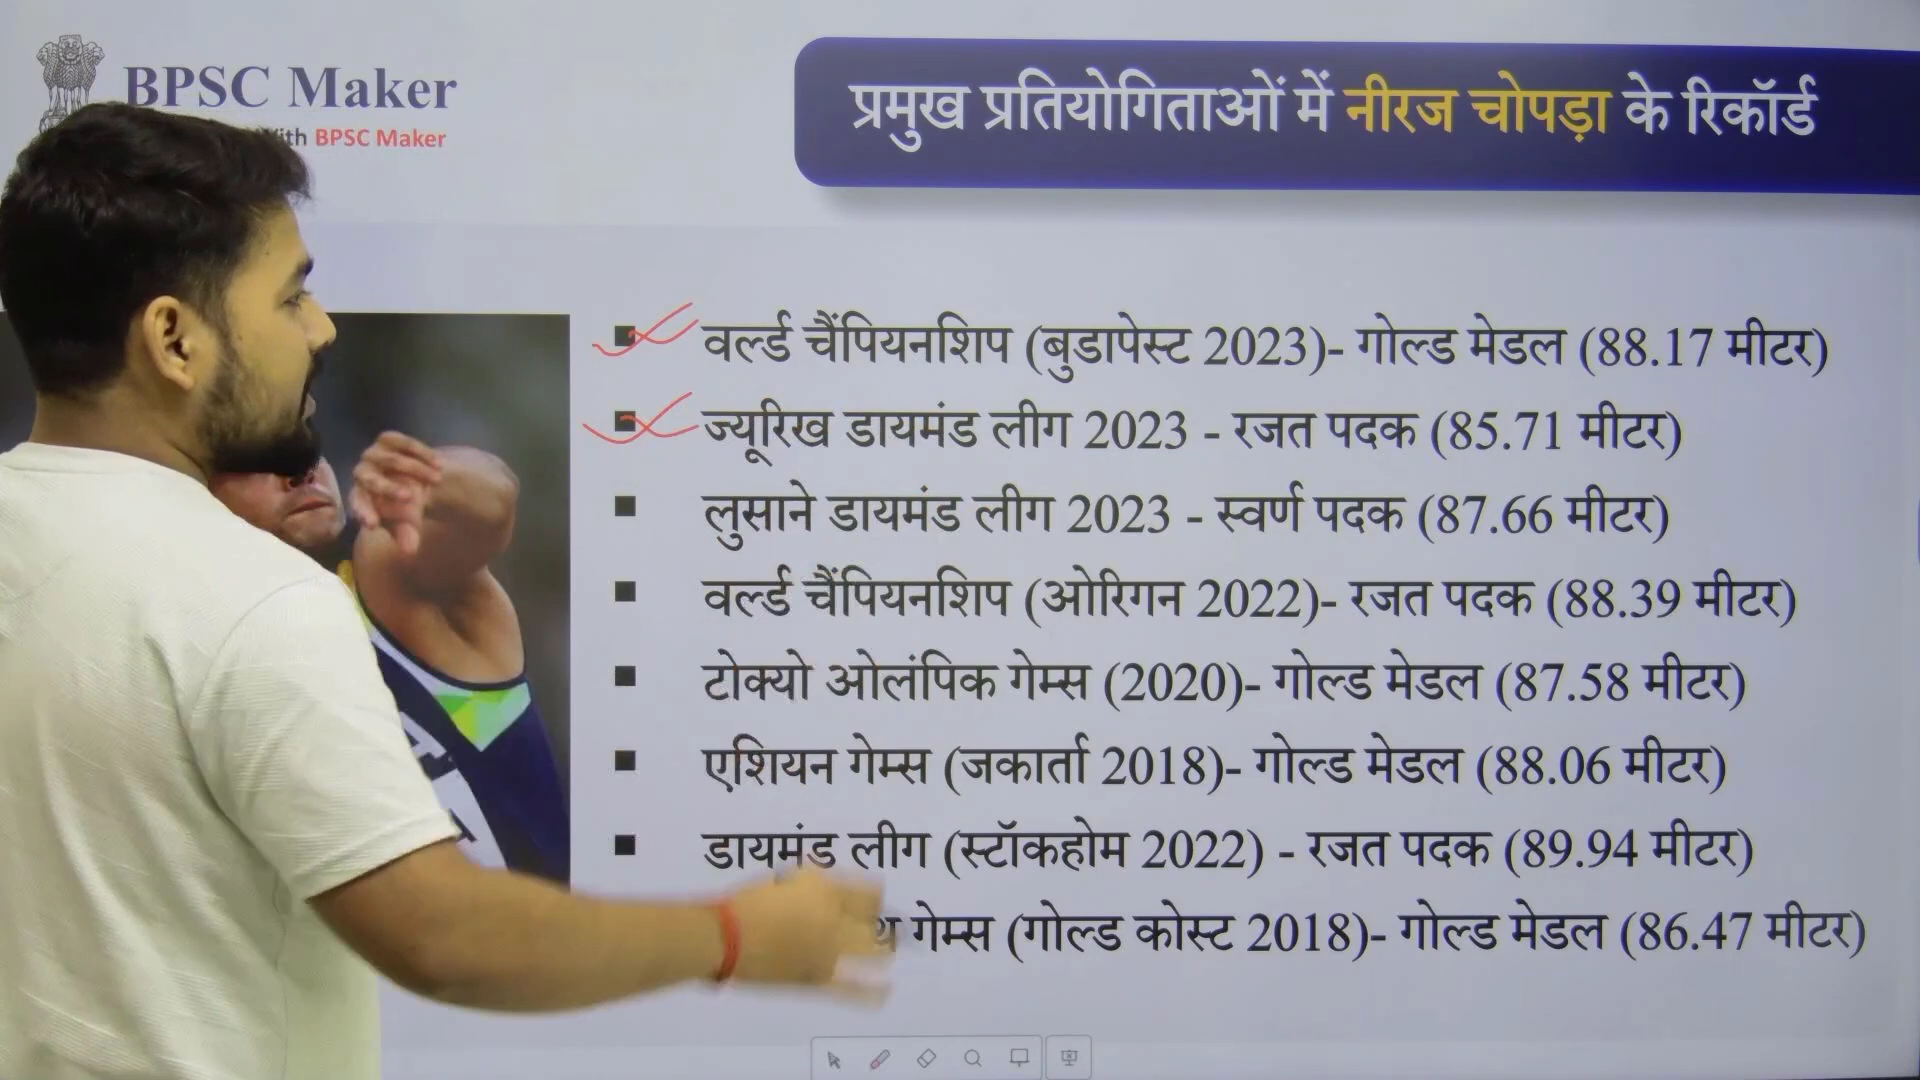 BPSC Maker
ith BPSC Maker
प्रमुख प्रतियोगिताओं में नीरज चोपड़ा के रिकॉर्ड
▪ वर्ल्ड चैंपियनशिप (बुडापेस्ट 2023)- गोल्ड मेडल (88.17 मीटर)
▪ ज्यूरिख डायमंड लीग 2023 - रजत पदक (85.71 मीटर)
▪ लुसाने डायमंड लीग 2023 - स्वर्ण पदक (87.66 मीटर)
▪ वर्ल्ड चैंपियनशिप (ओरिगन 2022)- रजत पदक (88.39 मीटर)
▪ टोक्यो ओलंपिक गेम्स (2020)- गोल्ड मेडल (87.58 मीटर)
▪ एशियन गेम्स (जकार्ता 2018)- गोल्ड मेडल (88.06 मीटर)
▪ डायमंड लीग (स्टॉकहोम 2022) - रजत पदक (89.94 मीटर)
गेम्स (गोल्ड कोस्ट 2018)- गोल्ड मेडल (86.47 मीटर)